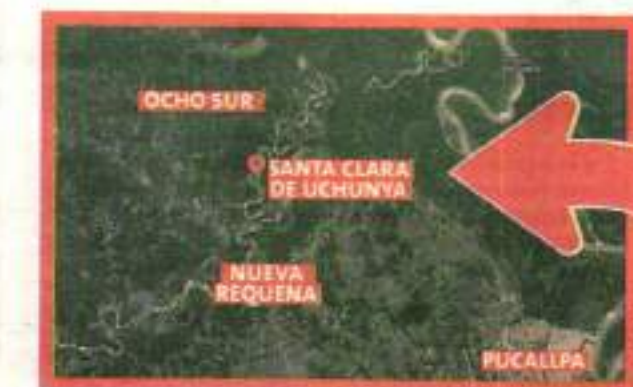 OCHO SUR
SANTA CLARA
DE UCHUNYA
NUEVA
REQUENA
PUCALLPA